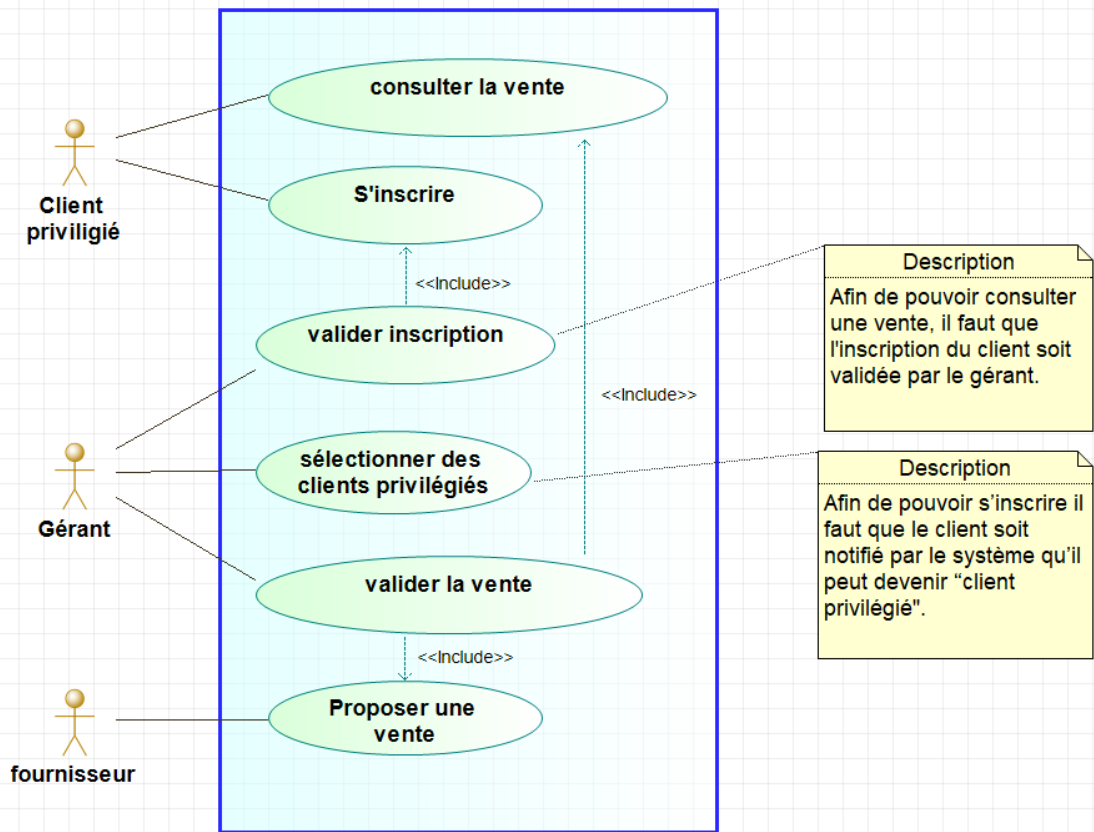 consulter la vente
S'inscrire
Client
priviligié
<<Include>>
valider inscription
<<Include>>
sélectionner des
clients privilégiés
Gérant
valider la vente
<<Include>>
Proposer une
vente
fournisseur
Description
Afin de pouvoir consulter
une vente, il faut que
l'inscription du client soit
validée par le gérant.
Description
Afin de pouvoir s’inscrire il
faut que le client soit
notifié par le système qu’il
peut devenir “client
privilégié".